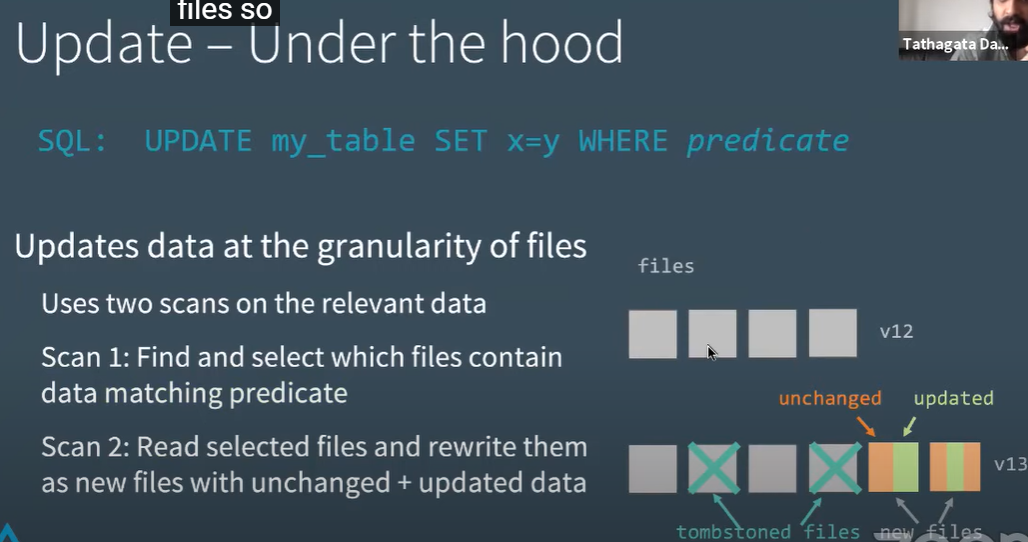 files so
Update – Under the hood
Tathagata Da...
SQL: UPDATE my_table SET x=y WHERE predicate
Updates data at the granularity of files
Uses two scans on the relevant data
Scan 1: Find and select which files contain
data matching predicate
Scan 2: Read selected files and rewrite them
as new files with unchanged + updated data
files
v12
unchanged updated
v13
tombstoned files new files